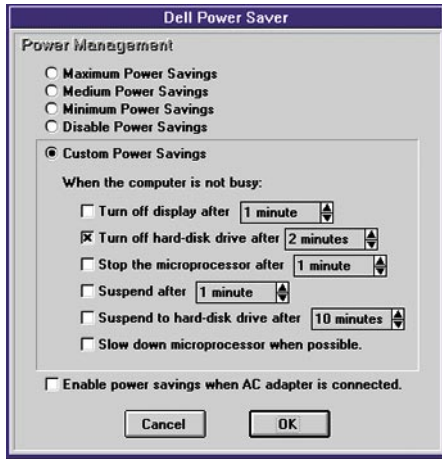 Dell Power Saver
Power Management
Maximum Power Savings
Medium Power Savings
Minimum Power Savings
Disable Power Savings
Custom Power Savings
When the computer is not busy:
Turn off display after 1 minute
Turn off hard-disk drive after 2 minutes
Stop the microprocessor after 1 minute
Suspend after 1 minute
Suspend to hard-disk drive after 10 minutes
Slow down microprocessor when possible.
Enable power savings when AC adapter is connected.
Cancel OK